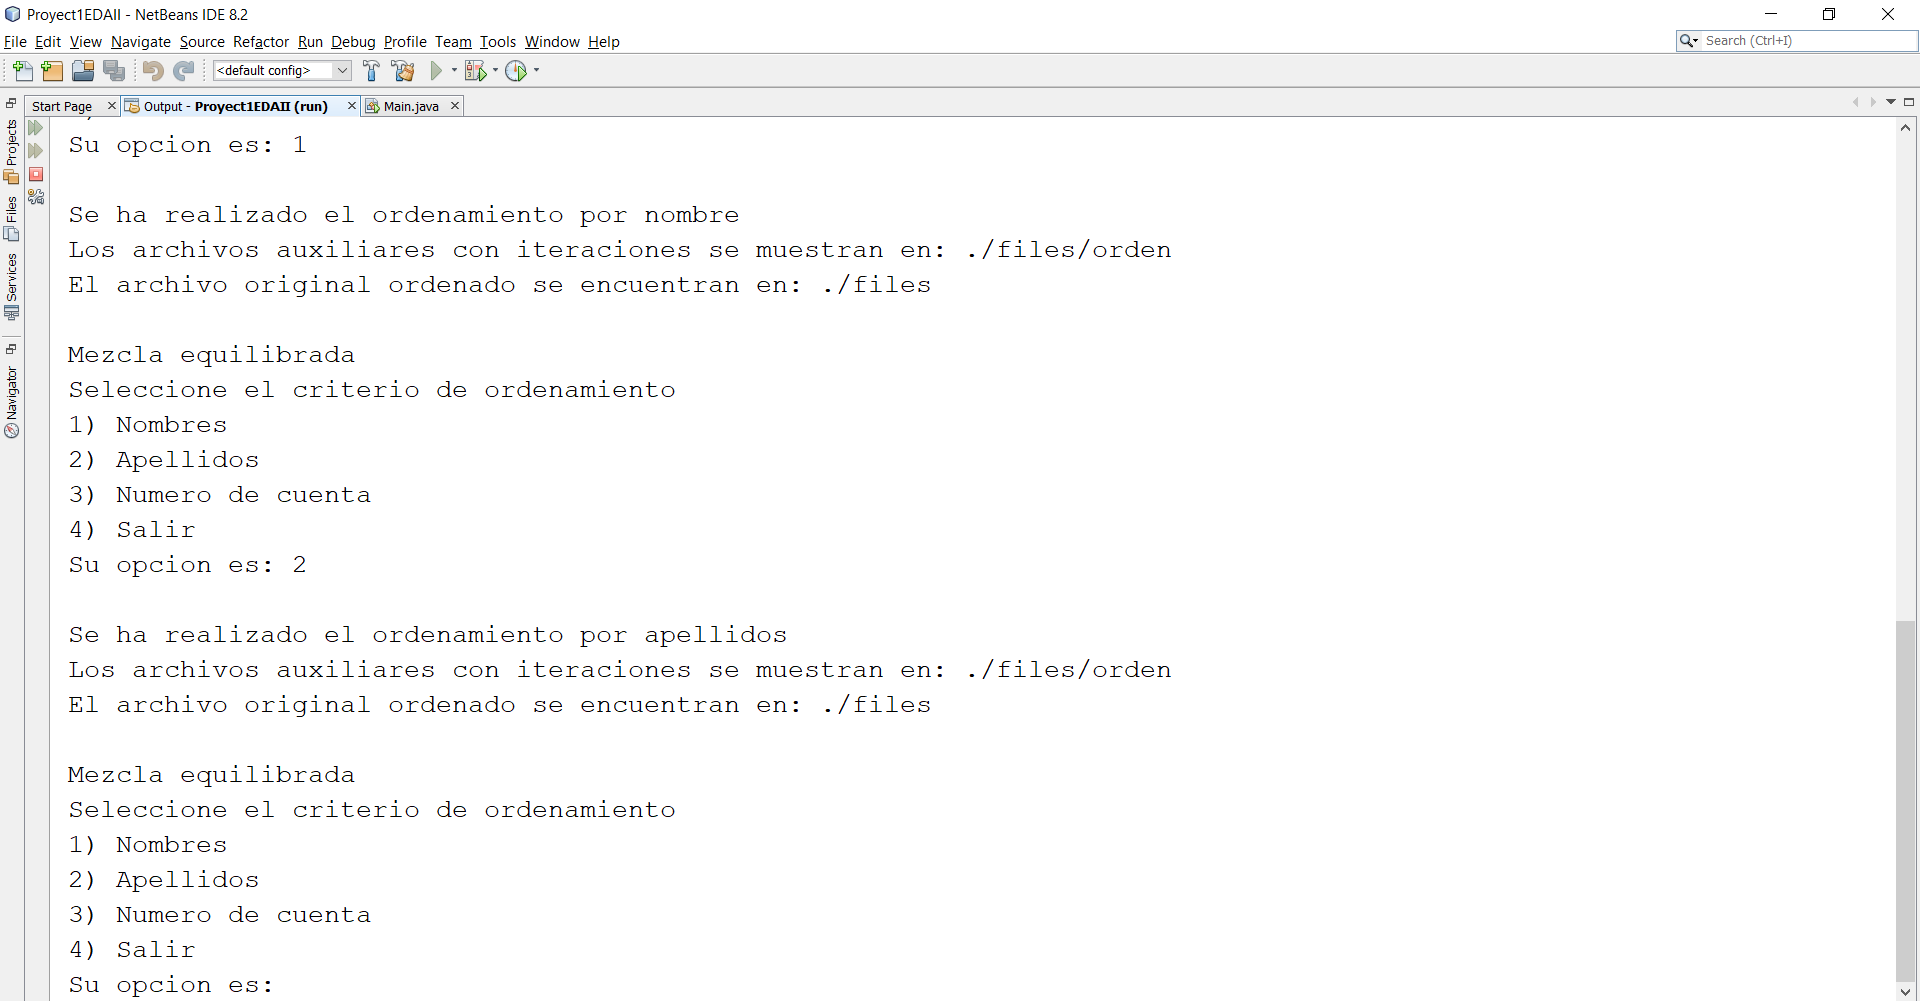 Proyect1EDAII - NetBeans IDE 8.2
File Edit View Navigate Source Refactor Run Debug Profile Team Tools Window Help
Search (Ctrl+I)
<default config>
Start Page
Output - Proyect1EDAII (run)
Main.java
Projects
Files
Services
Navigator
Su opcion es: 1
Se ha realizado el ordenamiento por nombre
Los archivos auxiliares con iteraciones se muestran en: ./files/orden
El archivo original ordenado se encuentran en: ./files
Mezcla equilibrada
Seleccione el criterio de ordenamiento
1) Nombres
2) Apellidos
3) Numero de cuenta
4) Salir
Su opcion es: 2
Se ha realizado el ordenamiento por apellidos
Los archivos auxiliares con iteraciones se muestran en: ./files/orden
El archivo original ordenado se encuentran en: ./files
Mezcla equilibrada
Seleccione el criterio de ordenamiento
1) Nombres
2) Apellidos
3) Numero de cuenta
4) Salir
Su opcion es: